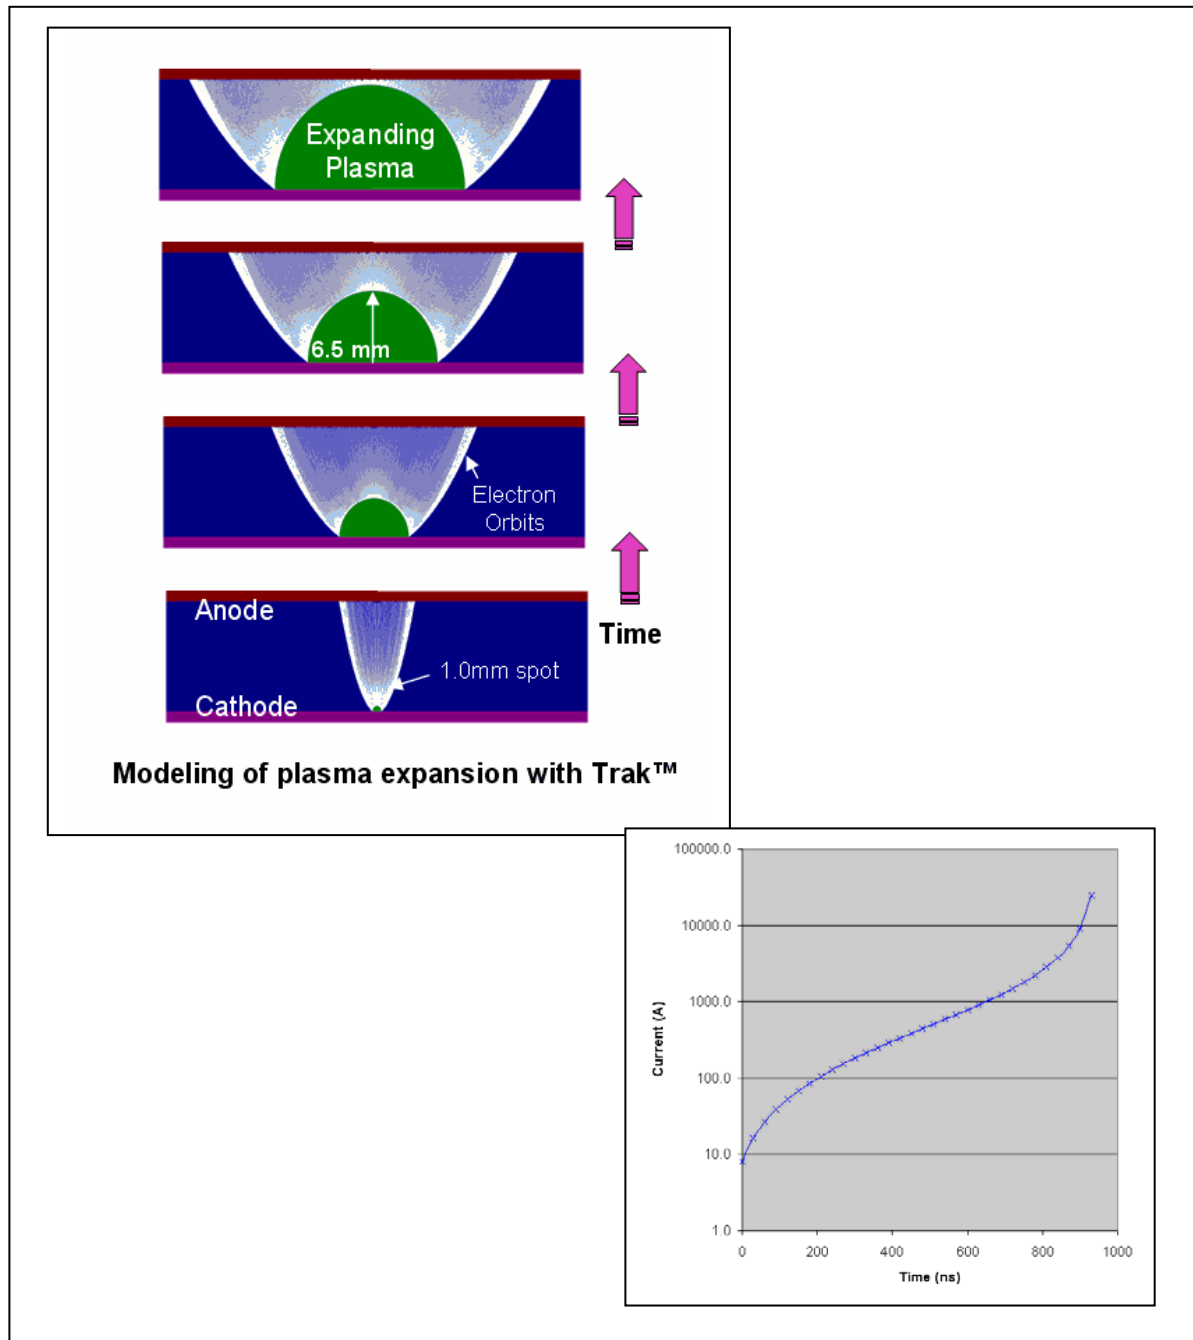 Expanding
Plasma
6.5 mm
Electron
Orbits
Anode
Time
1.0mm spot
Cathode
Modeling of plasma expansion with Trak™
100000.0
10000.0
1000.0
100.0
10.0
1.0
Current (A)
0 200 400 600 800 1000
Time (ns)